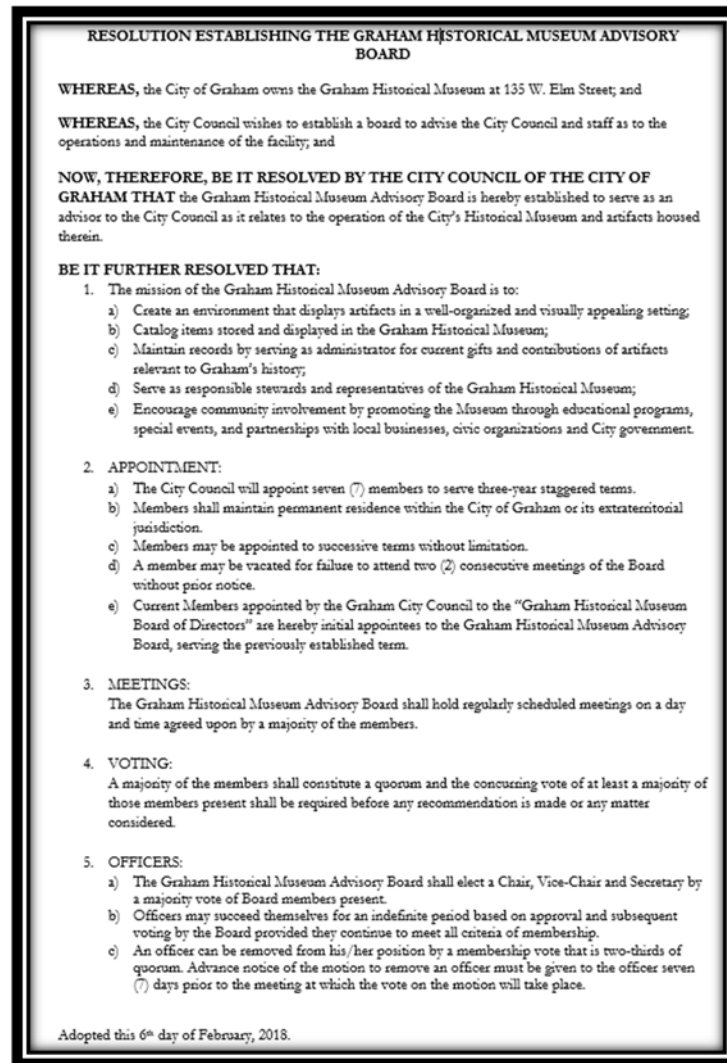 RESOLUTION ESTABLISHING THE GRAHAM HISTORICAL MUSEUM ADVISORY
BOARD
WHEREAS, the City of Graham owns the Graham Historical Museum at 135 W. Elm Street; and
WHEREAS, the City Council wishes to establish a board to advise the City Council and staff as to the
operations and maintenance of the facility; and
NOW, THEREFORE, BE IT RESOLVED BY THE CITY COUNCIL OF THE CITY OF
GRAHAM THAT the Graham Historical Museum Advisory Board is hereby established to serve as an
advisor to the City Council as it relates to the operation of the City's Historical Museum and artifacts housed
therein.
BE IT FURTHER RESOLVED THAT:
1. The mission of the Graham Historical Museum Advisory Board is to:
a) Create an environment that displays artifacts in a well-organized and visually appealing setting;
b) Catalog items stored and displayed in the Graham Historical Museum;
c) Maintain records by serving as administrator for current gifts and contributions of artifacts
relevant to Graham's history;
d) Serve as responsible stewards and representatives of the Graham Historical Museum;
e) Encourage community involvement by promoting the Museum through educational programs,
special events, and partnerships with local businesses, civic organizations and City government.
2. APPOINTMENT:
a) The City Council will appoint seven (7) members to serve three-year staggered terms.
b) Members shall maintain permanent residence within the City of Graham or its extraterritorial
jurisdiction.
c) Members may be appointed to successive terms without limitation.
d) A member may be vacated for failure to attend two (2) consecutive meetings of the Board
without prior notice.
e) Current Members appointed by the Graham City Council to the "Graham Historical Museum
Board of Directors" are hereby initial appointees to the Graham Historical Museum Advisory
Board, serving the previously established term.
3. MEETINGS:
The Graham Historical Museum Advisory Board shall hold regularly scheduled meetings on a day
and time agreed upon by a majority of the members.
4. VOTING:
A majority of the members shall constitute a quorum and the concurring vote of at least a majority of
those members present shall be required before any recommendation is made or any matter
considered.
5. OFFICERS:
a) The Graham Historical Museum Advisory Board shall elect a Chair, Vice-Chair and Secretary by
a majority vote of Board members present.
b) Officers may succeed themselves for an indefinite period based on approval and subsequent
voting by the Board provided they continue to meet all criteria of membership.
c) An officer can be removed from his/her position by a membership vote that is two-thirds of
quorum. Advance notice of the motion to remove an officer must be given to the officer seven
(7) days prior to the meeting at which the vote on the motion will take place.
Adopted this 6th day of February, 2018.